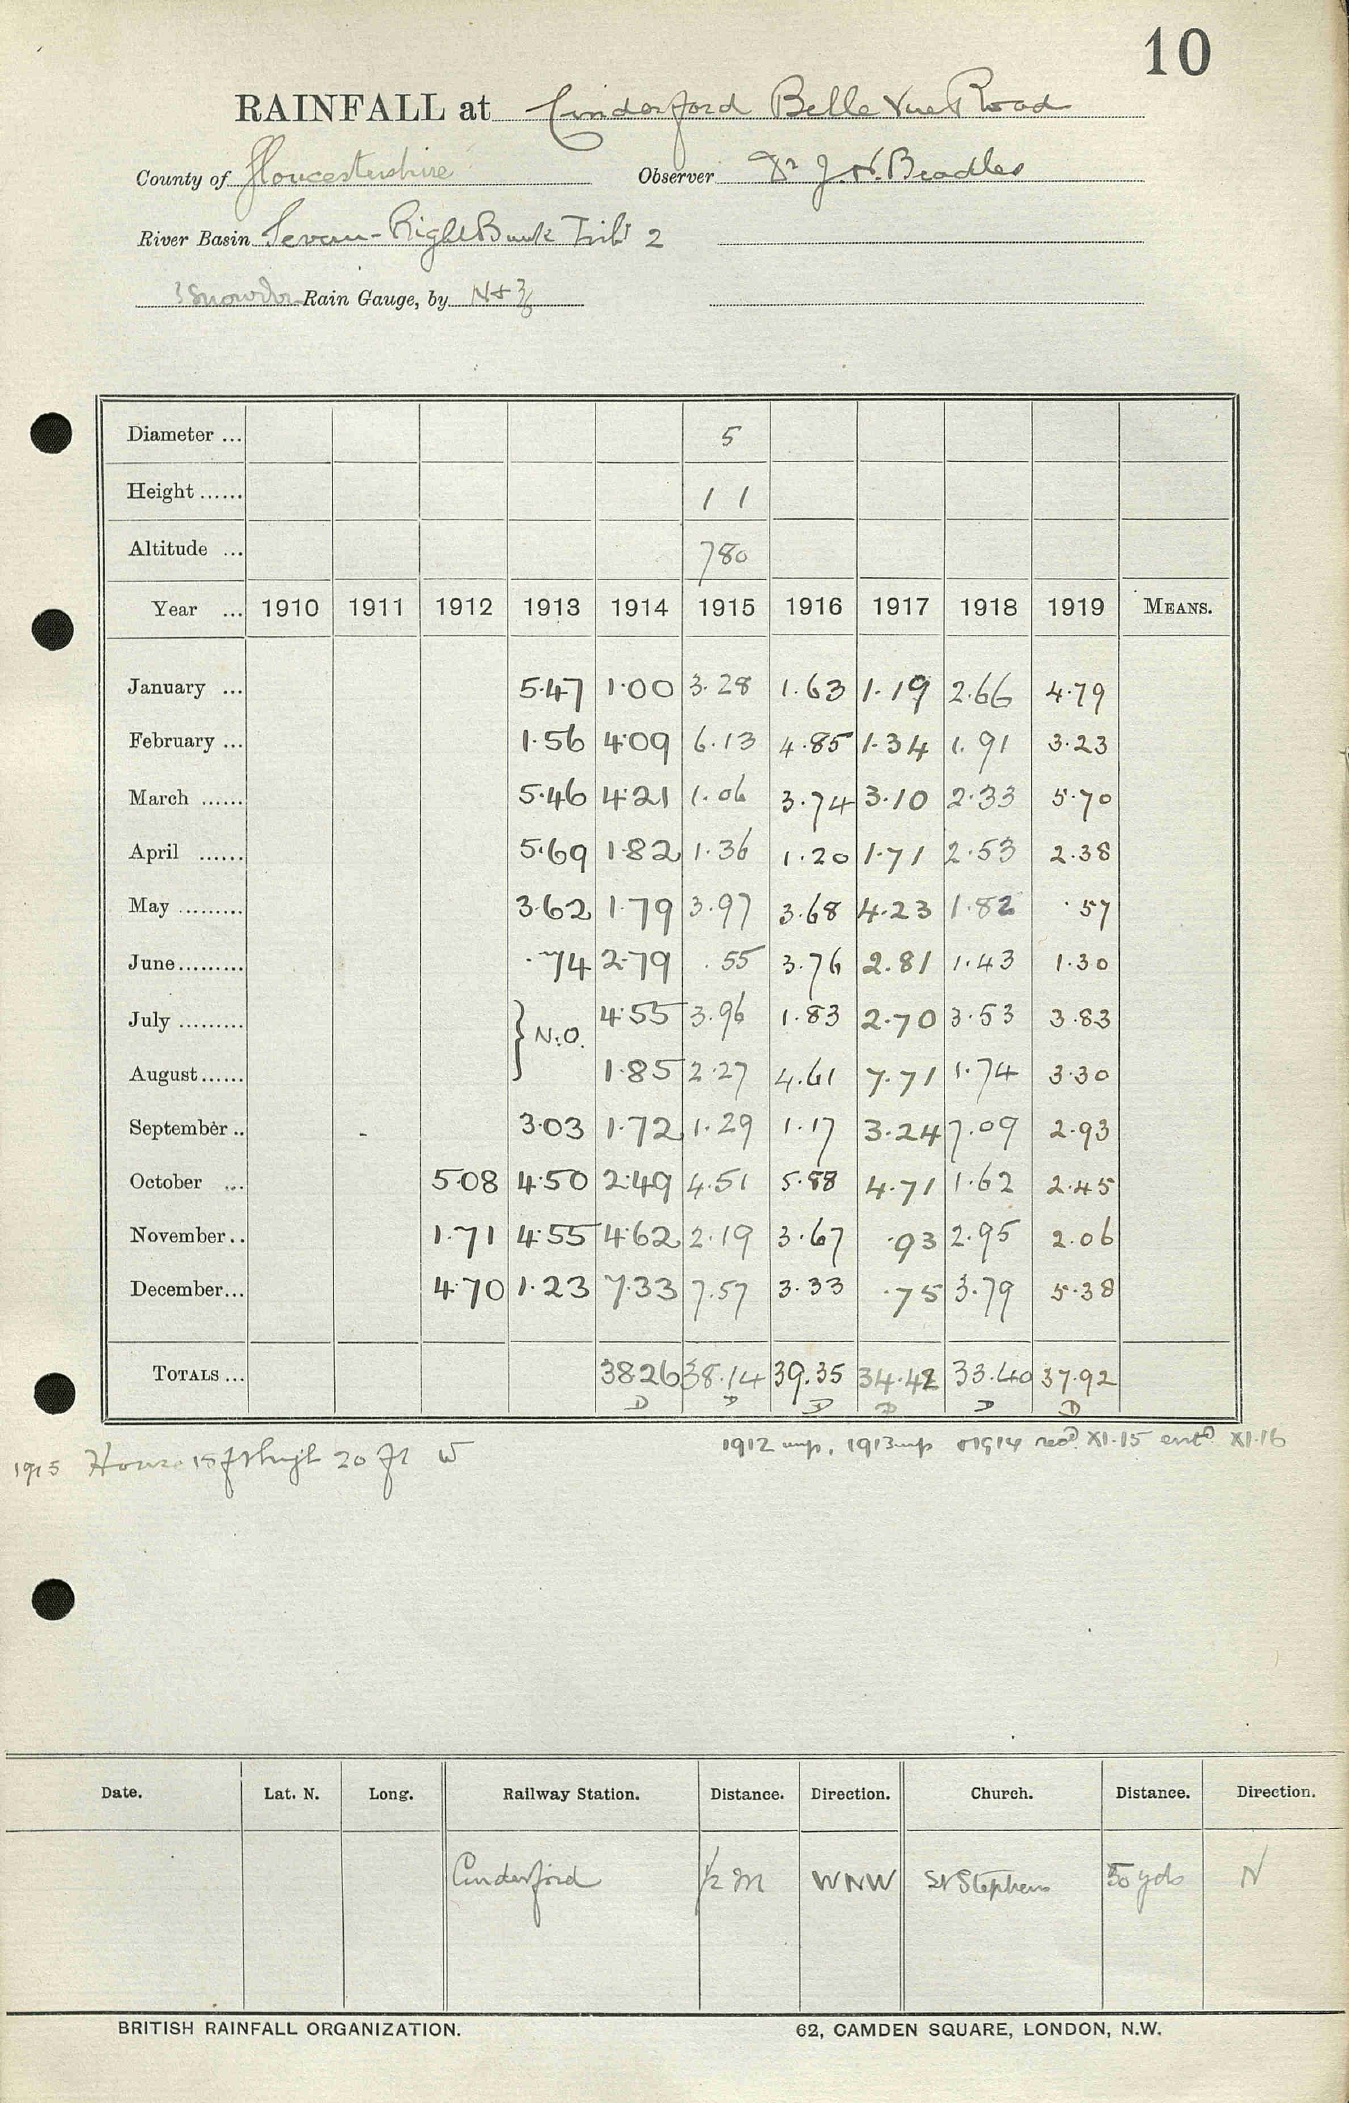 10
RAINFALL at Cinderford Belle Vue Road
County of Gloucestershire Observer Dr J. H. Beadles
River Basin Severn - Right Bank Tribs 2
Snowdon Rain Gauge, by N & Z
Diameter ... 5
Height ...... 1 1
Altitude ... 780
Year ... 1910 1911 1912 1913 1914 1915 1916 1917 1918 1919 MEANS.
January ... 5.47 1.00 3.28 1.63 1.19 2.66 4.79
February ... 1.56 4.09 6.13 4.85 1.34 1.91 3.23
March ...... 5.46 4.21 1.06 3.74 3.10 2.33 5.70
April ...... 5.69 1.82 1.36 1.20 1.71 2.53 2.38
May ......... 3.62 1.79 3.97 3.68 4.23 1.82 .57
June ......... .74 2.79 .55 3.76 2.81 1.43 1.30
July ......... } N.O. 4.55 3.96 1.83 2.70 3.53 3.83
August ...... 1.85 2.27 4.61 7.71 1.74 3.30
September .. 3.03 1.72 1.29 1.17 3.24 7.09 2.93
October ... 5.08 4.50 2.49 4.51 5.88 4.71 1.62 2.45
November .. 1.71 4.55 4.62 2.19 3.67 .93 2.95 2.06
December ... 4.70 1.23 7.33 7.57 3.33 .75 3.79 5.38
TOTALS ... 38.26 38.14 39.35 34.42 33.40 37.92
D D D D D D
1912 unp, 1913 unp 1914 recd XI.15 entd XI.16
1915 House 15 ft high 20 ft W
Date. Lat. N. Long. Railway Station. Distance. Direction. Church. Distance. Direction.
Cinderford 1/2 M WNW St Stephens 50 yds N
BRITISH RAINFALL ORGANIZATION. 62, CAMDEN SQUARE, LONDON, N.W.